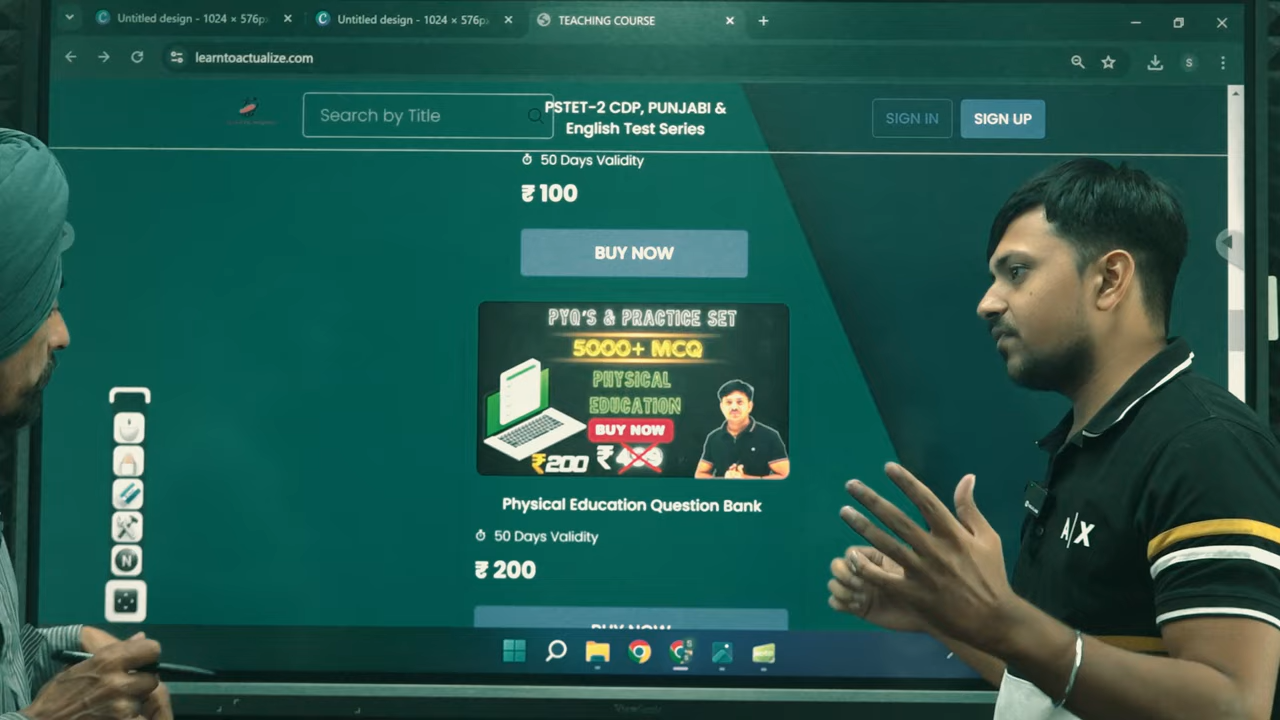 Untitled design - 1024 × 576p
Untitled design - 1024 × 576p
TEACHING COURSE
learntoactualize.com
S
Search by Title
PSTET-2 CDP, PUNJABI &
English Test Series
SIGN IN
SIGN UP
50 Days Validity
₹ 100
BUY NOW
PYQ'S & PRACTICE SET
5000+ MCQ
PHYSICAL
EDUCATION
BUY NOW
₹200 ₹
Physical Education Question Bank
50 Days Validity
₹ 200
BUY NOW
N
A|X